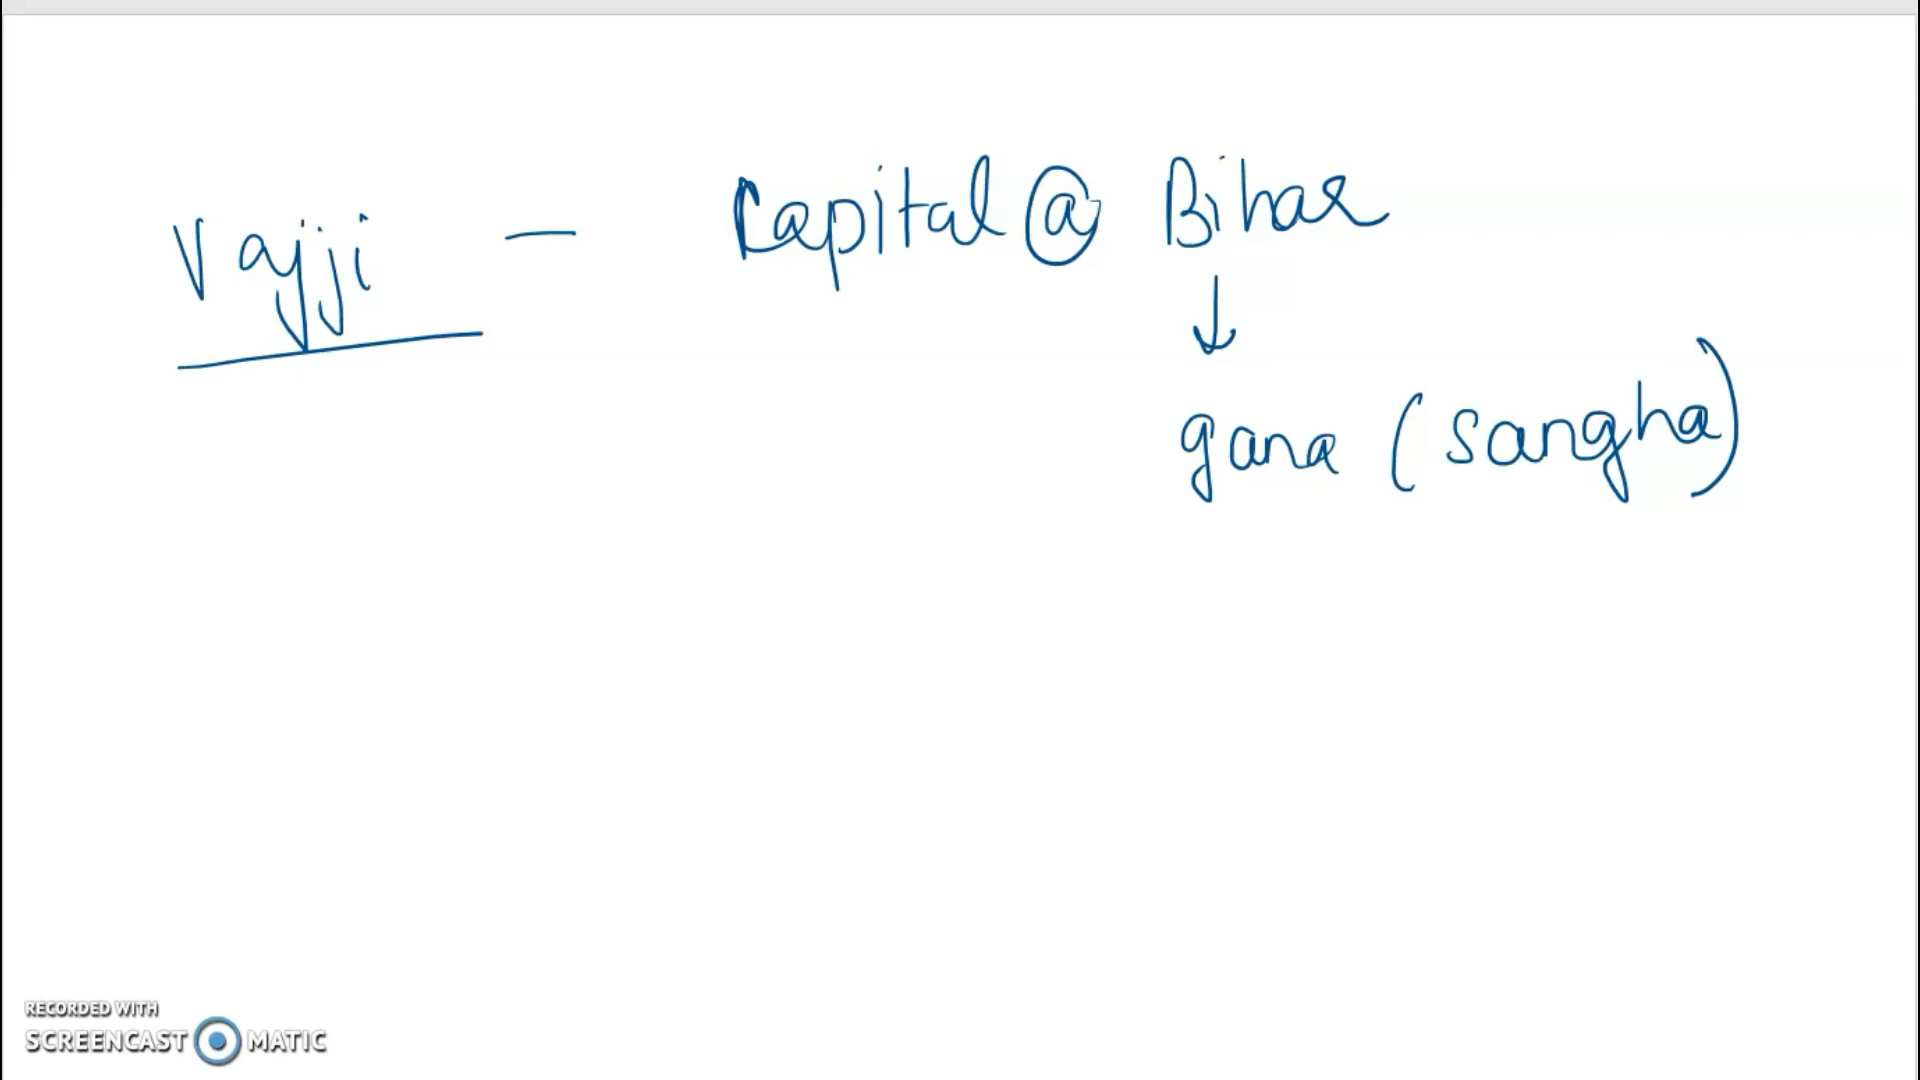 Vajji - Capital @ Bihar
↓
gana (sangha)
RECORDED WITH
SCREENCAST MATIC